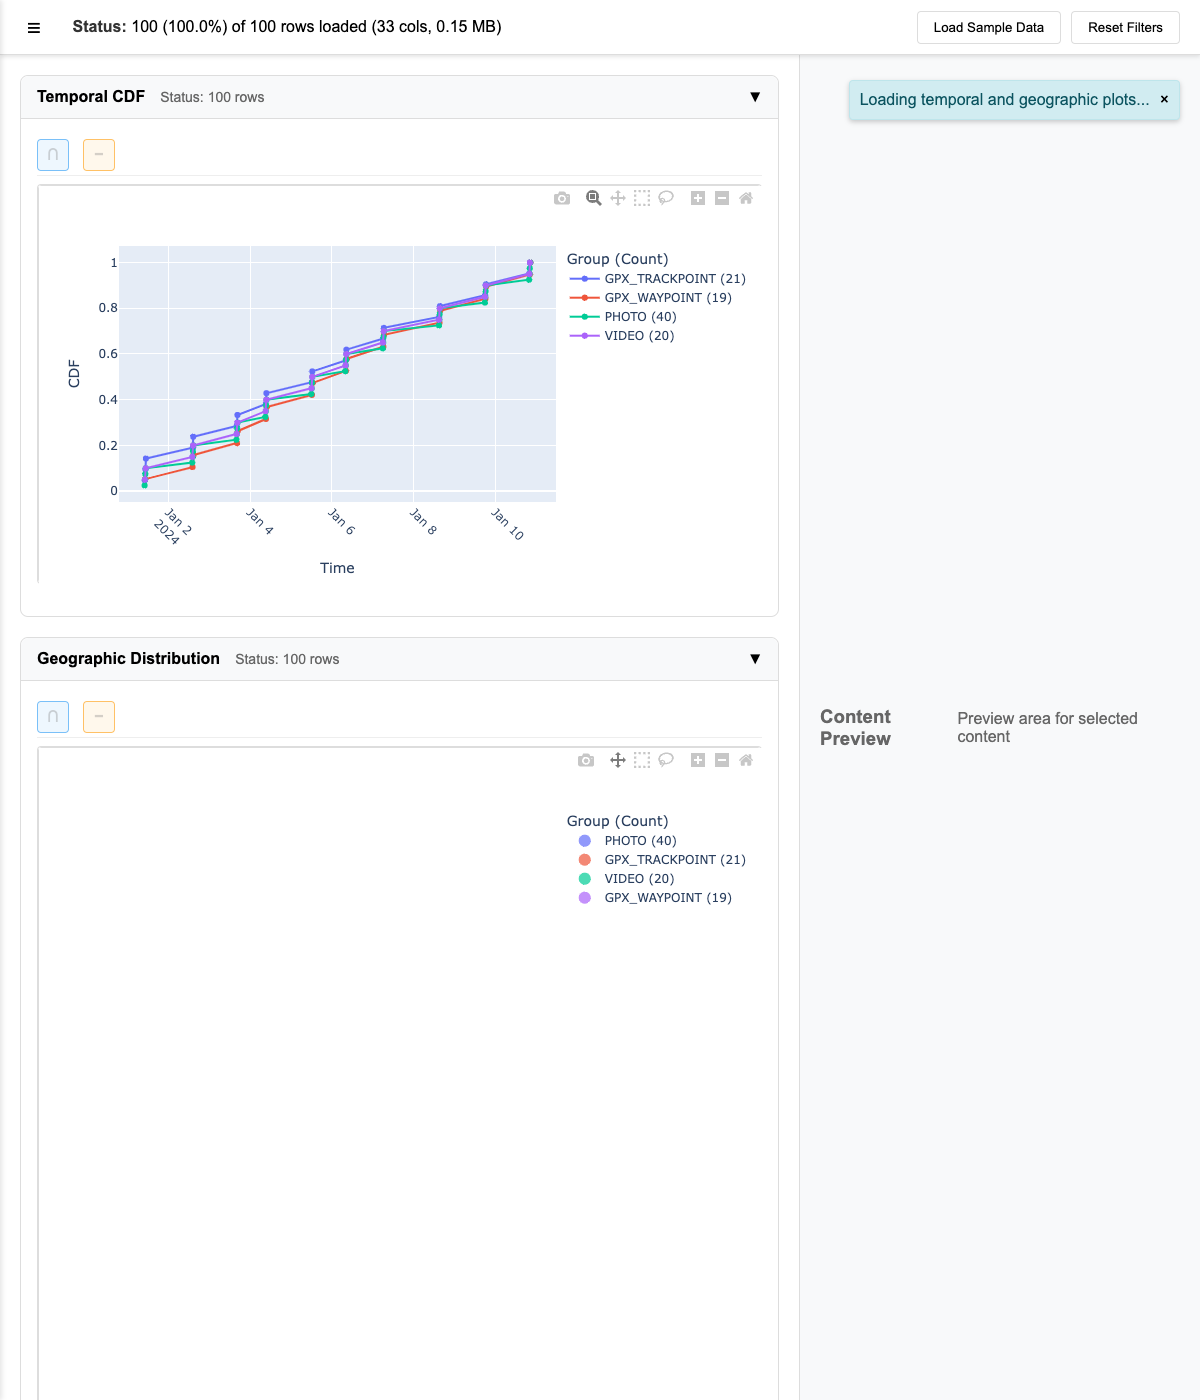 ≡ Status: 100 (100.0%) of 100 rows loaded (33 cols, 0.15 MB) Load Sample Data Reset Filters
Loading temporal and geographic plots... ×
Temporal CDF Status: 100 rows ▼
∩ −
Group (Count)
GPX_TRACKPOINT (21)
GPX_WAYPOINT (19)
PHOTO (40)
VIDEO (20)
1
0.8
0.6
0.4
0.2
0
CDF
Jan 2
2024
Jan 4
Jan 6
Jan 8
Jan 10
Time
Geographic Distribution Status: 100 rows ▼
∩ −
Group (Count)
PHOTO (40)
GPX_TRACKPOINT (21)
VIDEO (20)
GPX_WAYPOINT (19)
Content
Preview
Preview area for selected
content